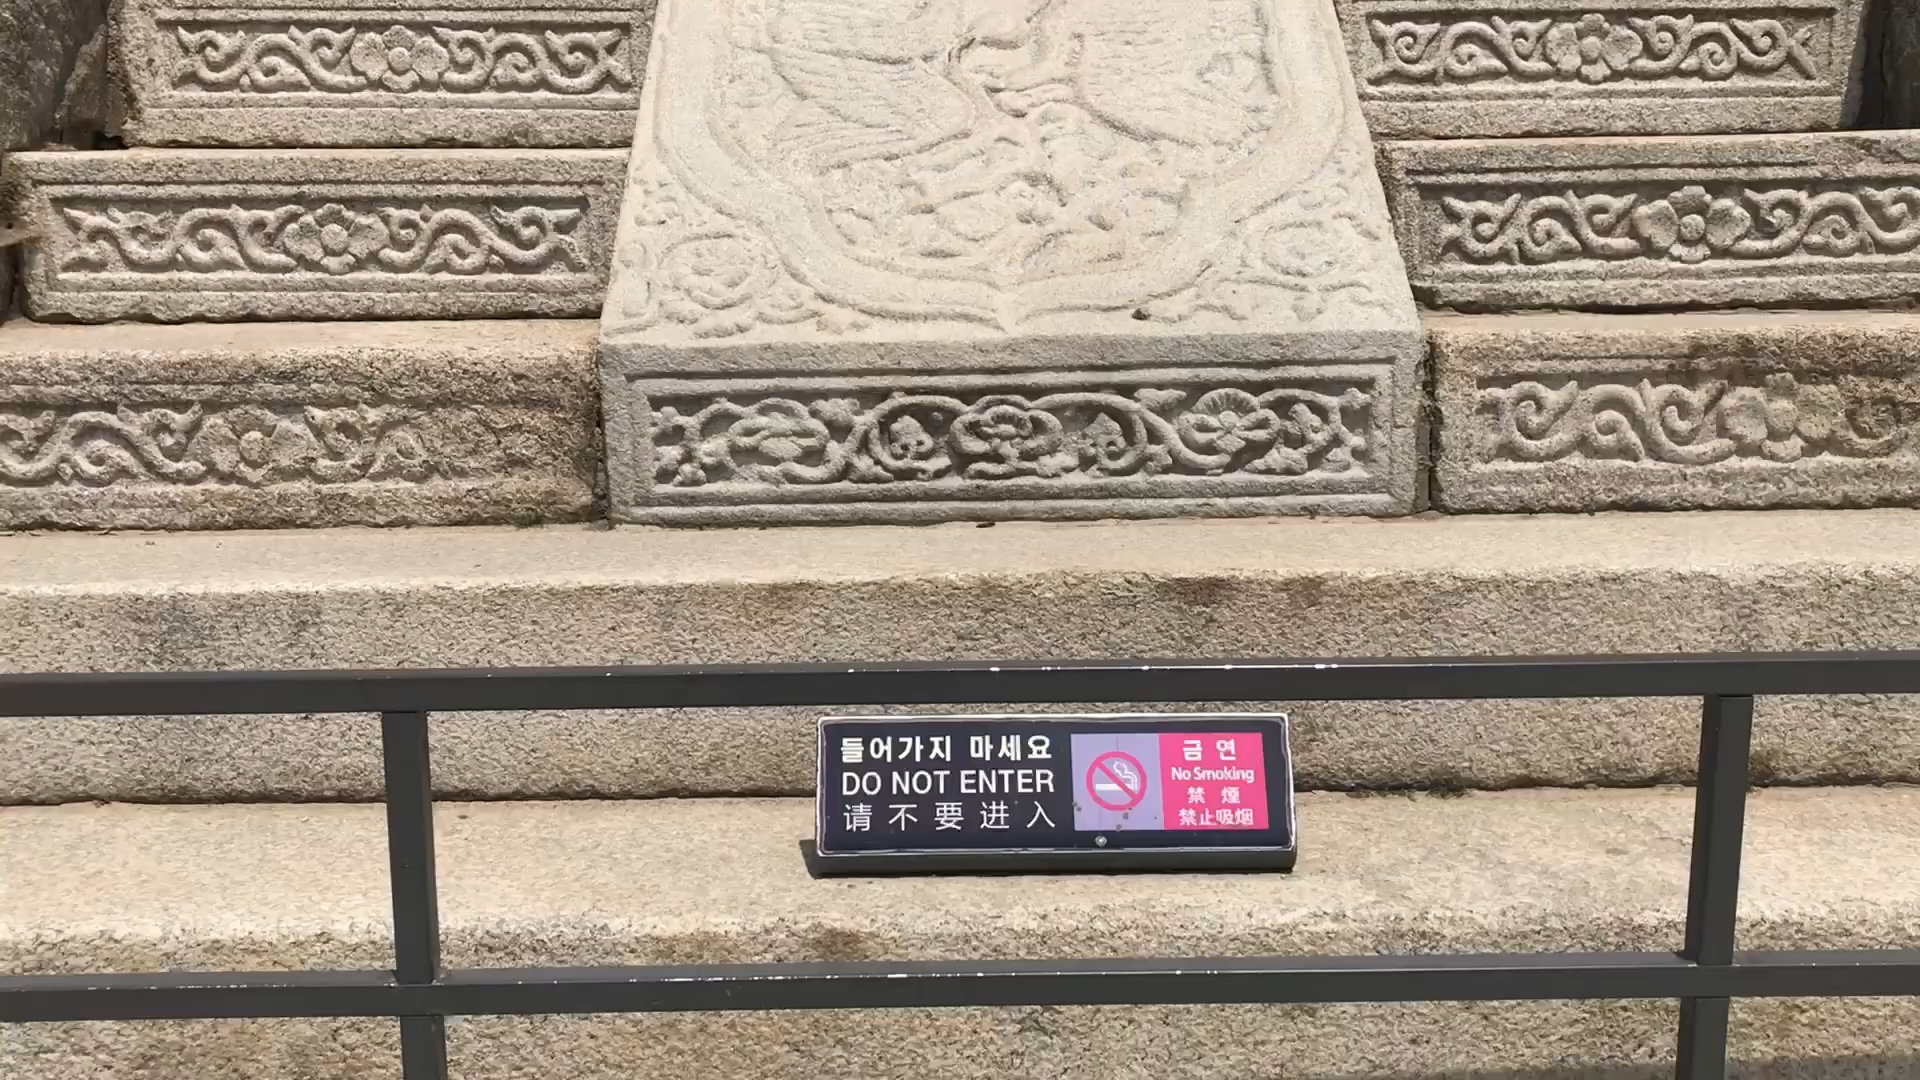 들어가지 마세요
DO NOT ENTER
请不要进入
금연
No Smoking
禁煙
禁止吸烟